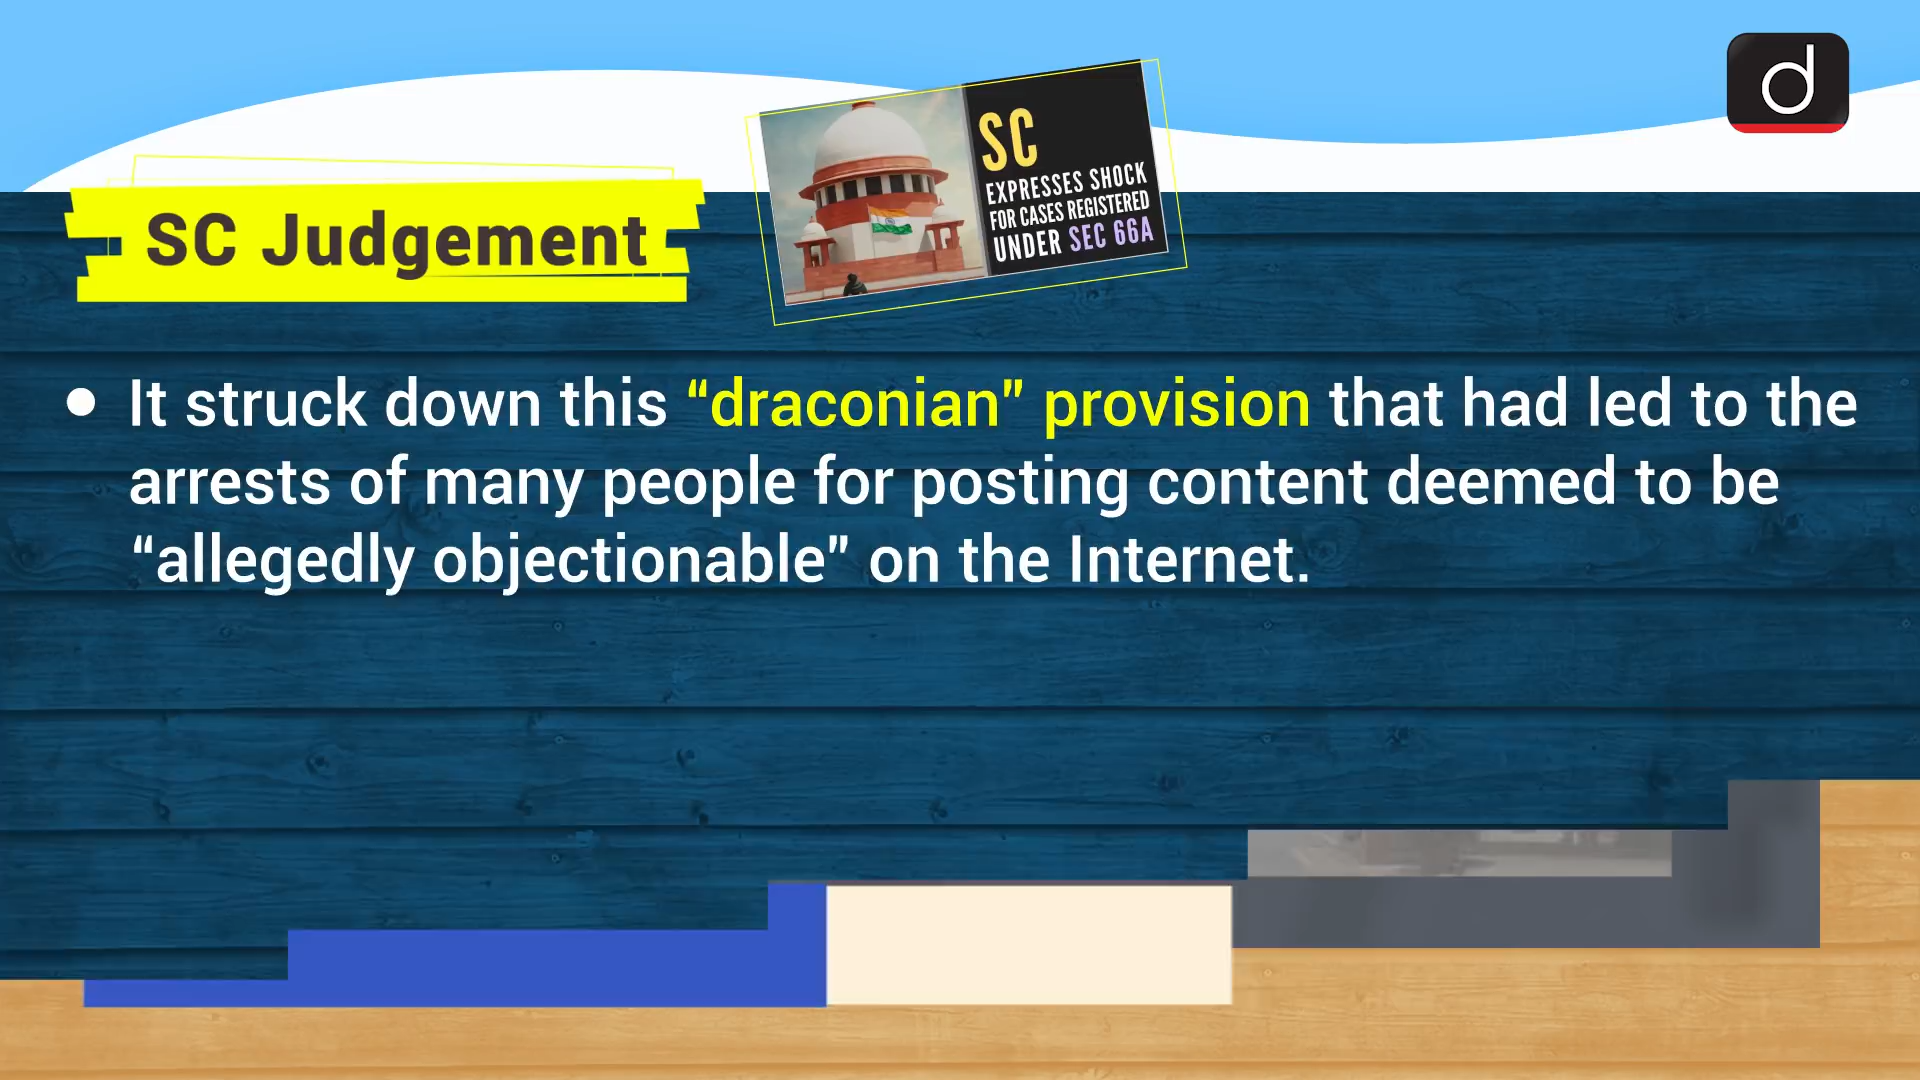 d
SC
EXPRESSES SHOCK
FOR CASES REGISTERED
UNDER SEC 66A
SC Judgement
It struck down this “draconian” provision that had led to the
arrests of many people for posting content deemed to be
“allegedly objectionable” on the Internet.